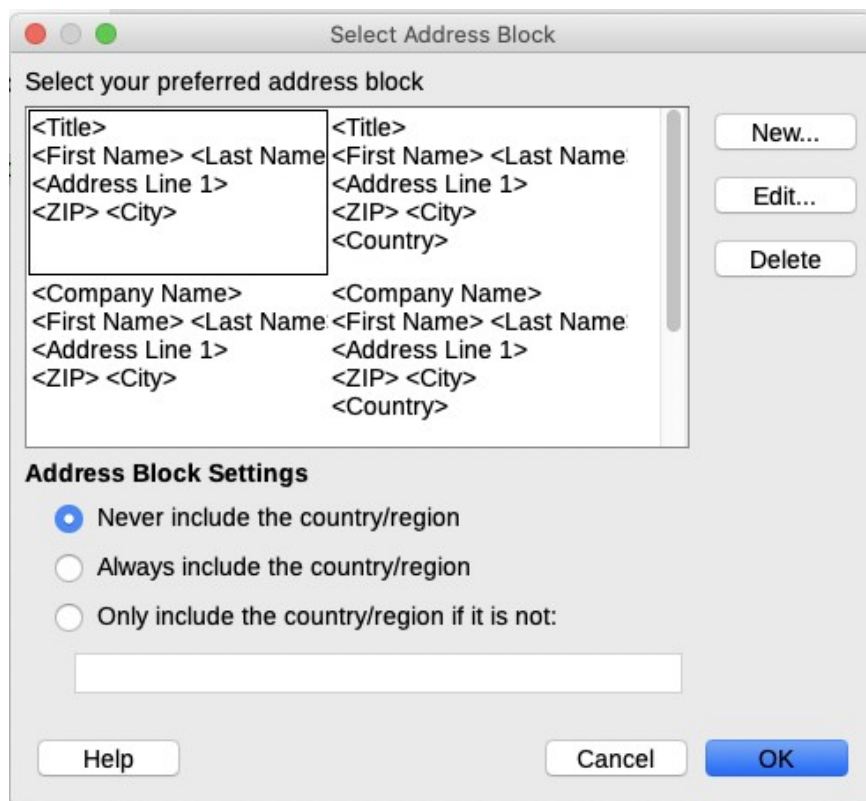 Select Address Block
Select your preferred address block
<Title>
<First Name> <Last Name
<Address Line 1>
<ZIP> <City>
<Title>
<First Name> <Last Name
<Address Line 1>
<ZIP> <City>
<Country>
<Company Name>
<First Name> <Last Name
<Address Line 1>
<ZIP> <City>
<Company Name>
<First Name> <Last Name
<Address Line 1>
<ZIP> <City>
<Country>
New...
Edit...
Delete
Address Block Settings
Never include the country/region
Always include the country/region
Only include the country/region if it is not:
Help
Cancel
OK